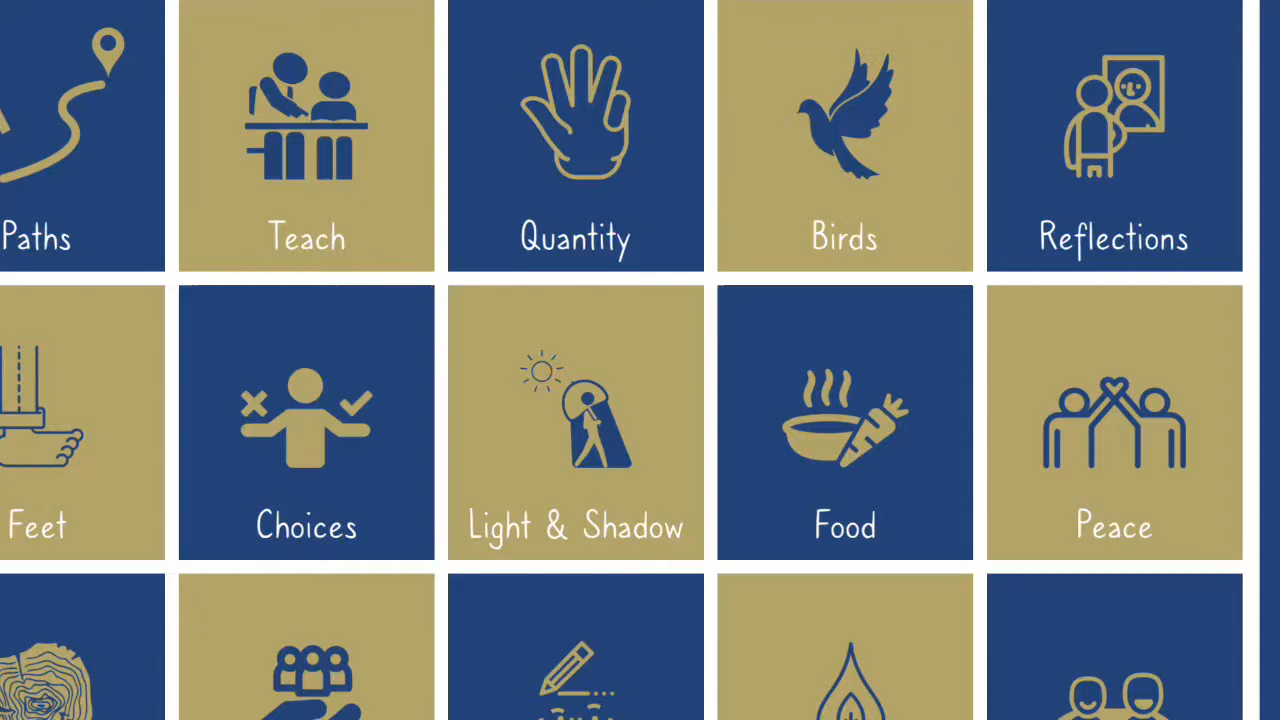 Paths
Teach
Quantity
Birds
Reflections
Feet
Choices
Light & Shadow
Food
Peace